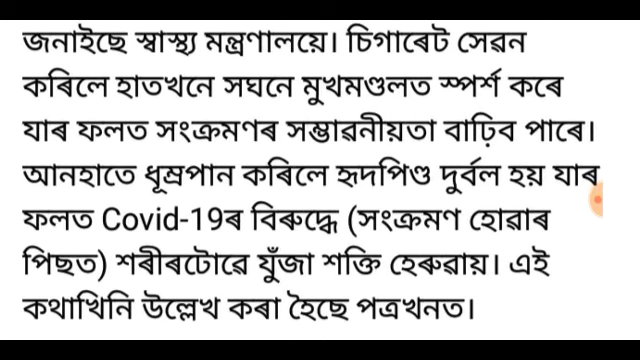 জনাইছে স্বাস্থ্য মন্ত্ৰণালয়ে। চিগাৰেট সেৱন
কৰিলে হাতখনে সঘনে মুখমণ্ডলত স্পৰ্শ কৰে
যাৰ ফলত সংক্ৰমণৰ সম্ভাৱনীয়তা বাঢ়িব পাৰে।
আনহাতে ধূম্ৰপান কৰিলে হৃদপিণ্ড দুৰ্বল হয় যাৰ
ফলত Covid-19ৰ বিৰুদ্ধে (সংক্ৰমণ হোৱাৰ
পিছত) শৰীৰটোৱে যুঁজা শক্তি হেৰুৱায়। এই
কথাখিনি উল্লেখ কৰা হৈছে পত্ৰখনত।